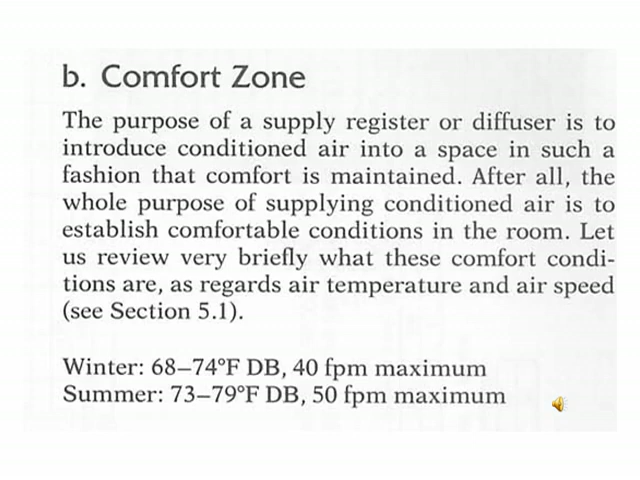 b. Comfort Zone
The purpose of a supply register or diffuser is to
introduce conditioned air into a space in such a
fashion that comfort is maintained. After all, the
whole purpose of supplying conditioned air is to
establish comfortable conditions in the room. Let
us review very briefly what these comfort condi-
tions are, as regards air temperature and air speed
(see Section 5.1).
Winter: 68–74°F DB, 40 fpm maximum
Summer: 73–79°F DB, 50 fpm maximum